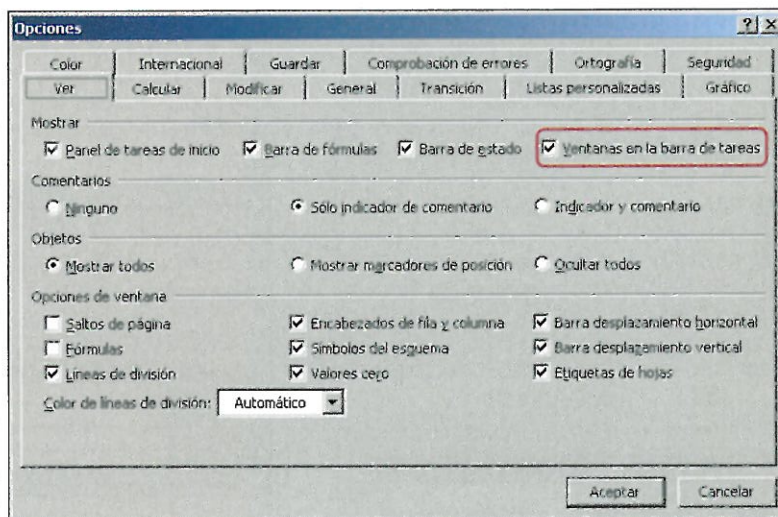 Opciones
Color Internacional Guardar Comprobación de errores Ortografía Seguridad
Ver Calcular Modificar General Transición Listas personalizadas Gráfico
Mostrar
Panel de tareas de inicio Barra de fórmulas Barra de estado Ventanas en la barra de tareas
Comentarios
Ninguno Sólo indicador de comentario Indicador y comentario
Objetos
Mostrar todos Mostrar marcadores de posición Ocultar todos
Opciones de ventana
Saltos de página Encabezados de fila y columna Barra desplazamiento horizontal
Fórmulas Símbolos del esquema Barra desplazamiento vertical
Líneas de división Valores cero Etiquetas de hojas
Color de líneas de división: Automático
Aceptar Cancelar